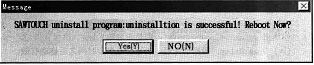 Message
SAWTOUCH uninstall program:uninstalltion is successful! Reboot Now?
Yes(Y) NO(N)